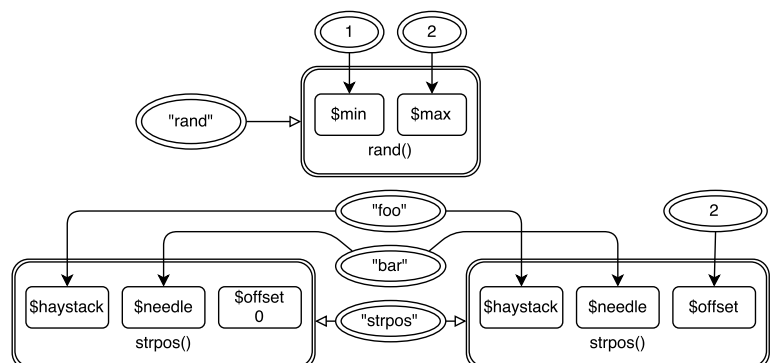 1
2
"rand"
$min
$max
rand()
"foo"
2
"bar"
$haystack
$needle
$offset
0
strpos()
"strpos"
$haystack
$needle
$offset
strpos()